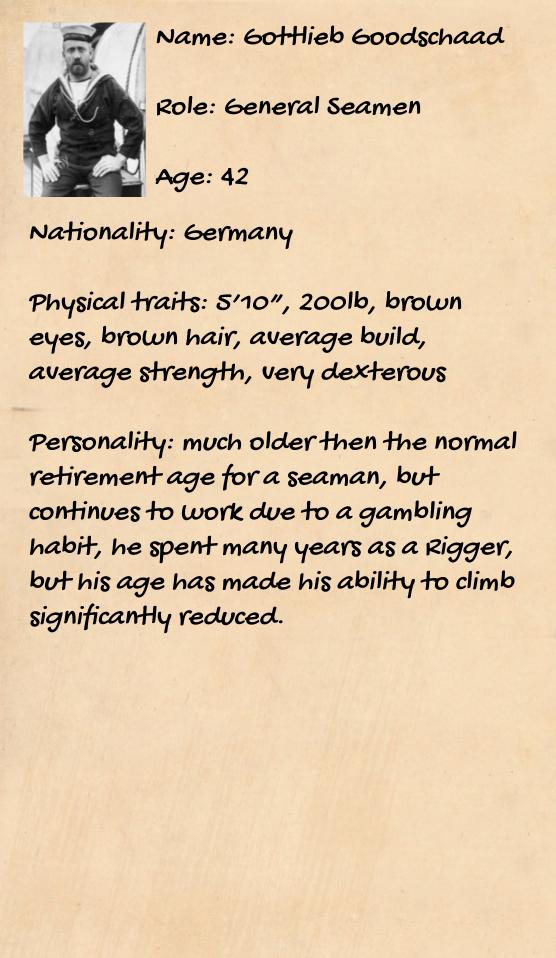 Name: Gottlieb Goodschaad
Role: General Seamen
Age: 42
Nationality: Germany
Physical traits: 5'10", 200lb, brown
eyes, brown hair, average build,
average strength, very dexterous
Personality: much older then the normal
retirement age for a seaman, but
continues to work due to a gambling
habit, he spent many years as a Rigger,
but his age has made his ability to climb
significantly reduced.